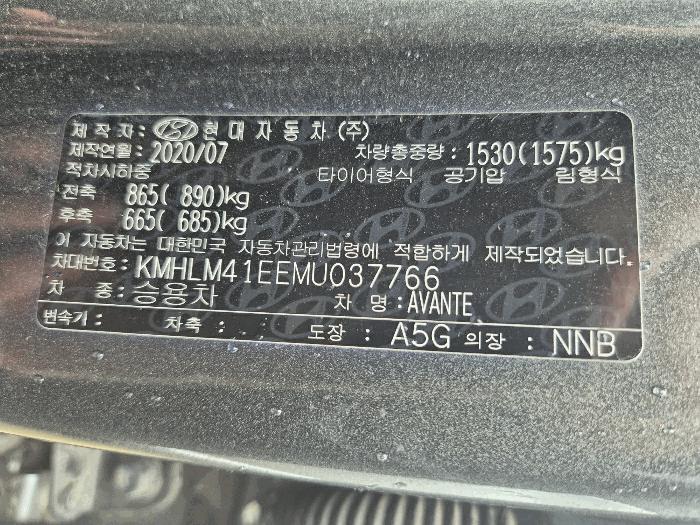 제 작 자: 현대자동차(주)
제작연월: 2020/07 차량총중량: 1530(1575)kg
적차시하중 타이어형식 공기압 림형식
전축 865( 890)kg
후축 665( 685)kg
이 자동차는 대한민국 자동차관리법령에 적합하게 제작되었습니다.
차대번호: KMHLM41EEMU037766
차 종: 승용차 차 명: AVANTE
변속기: 차축: 도장: A5G 의장: NNB